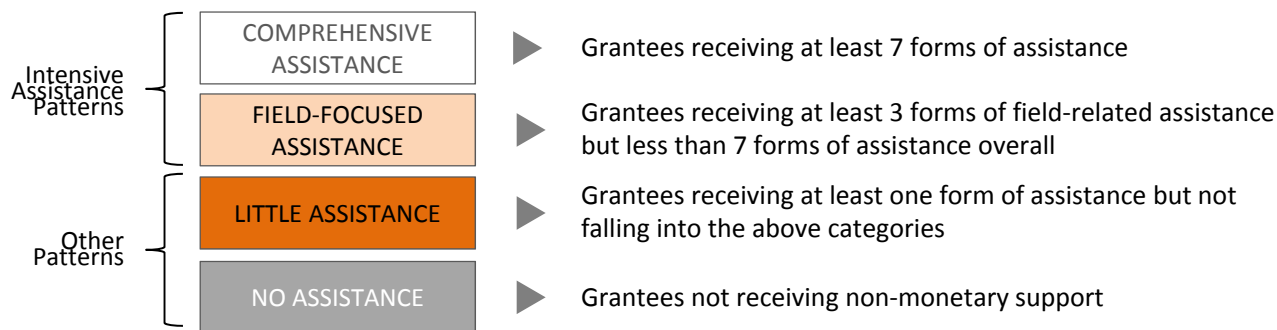 Intensive
Assistance
Patterns
COMPREHENSIVE
ASSISTANCE
Grantees receiving at least 7 forms of assistance
FIELD-FOCUSED
ASSISTANCE
Grantees receiving at least 3 forms of field-related assistance
but less than 7 forms of assistance overall
Other
Patterns
LITTLE ASSISTANCE
Grantees receiving at least one form of assistance but not
falling into the above categories
NO ASSISTANCE
Grantees not receiving non-monetary support